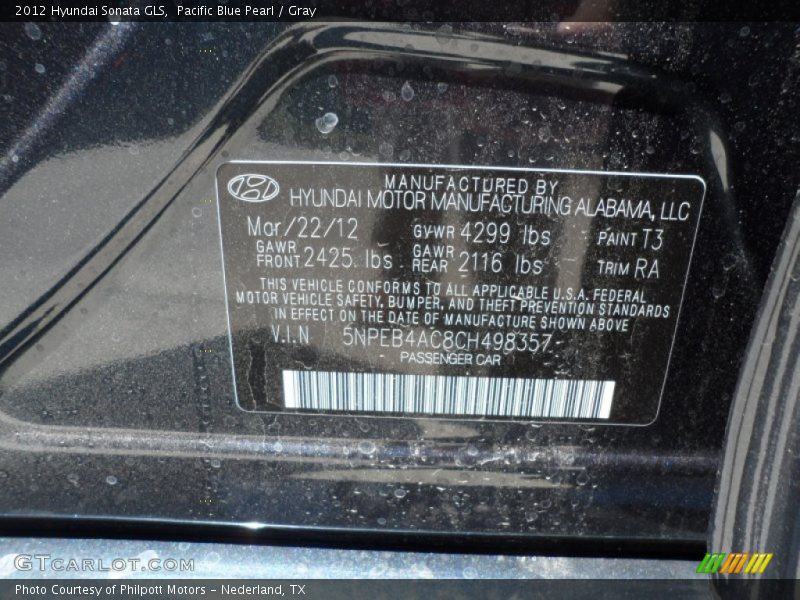 2012 Hyundai Sonata GLS, Pacific Blue Pearl / Gray
MANUFACTURED BY
HYUNDAI MOTOR MANUFACTURING ALABAMA, LLC
Mar/22/12 GVWR 4299 lbs PAINT T3
GAWR FRONT 2425 lbs GAWR REAR 2116 lbs TRIM RA
THIS VEHICLE CONFORMS TO ALL APPLICABLE U.S.A. FEDERAL
MOTOR VEHICLE SAFETY, BUMPER, AND THEFT PREVENTION STANDARDS
IN EFFECT ON THE DATE OF MANUFACTURE SHOWN ABOVE
V.I.N 5NPEB4AC8CH498357
PASSENGER CAR
GTCARLOT.COM
Photo Courtesy of Philpott Motors - Nederland, TX